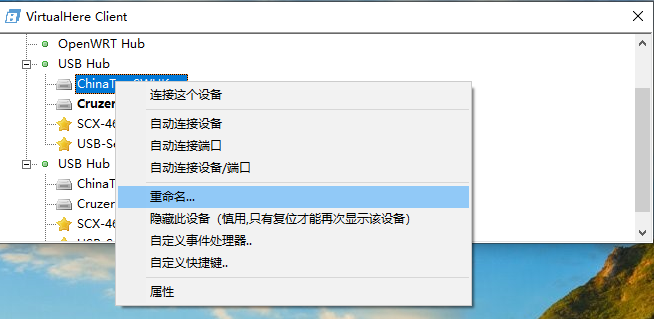 VirtualHere Client
OpenWRT Hub
USB Hub
连接这个设备
Cruzer
自动连接设备
SCX-46
自动连接端口
USB-Se
自动连接设备/端口
USB Hub
ChinaT
重命名...
Cruzer
隐藏此设备（慎用,只有复位才能再次显示该设备）
SCX-46
自定义事件处理器..
自定义快捷键..
属性